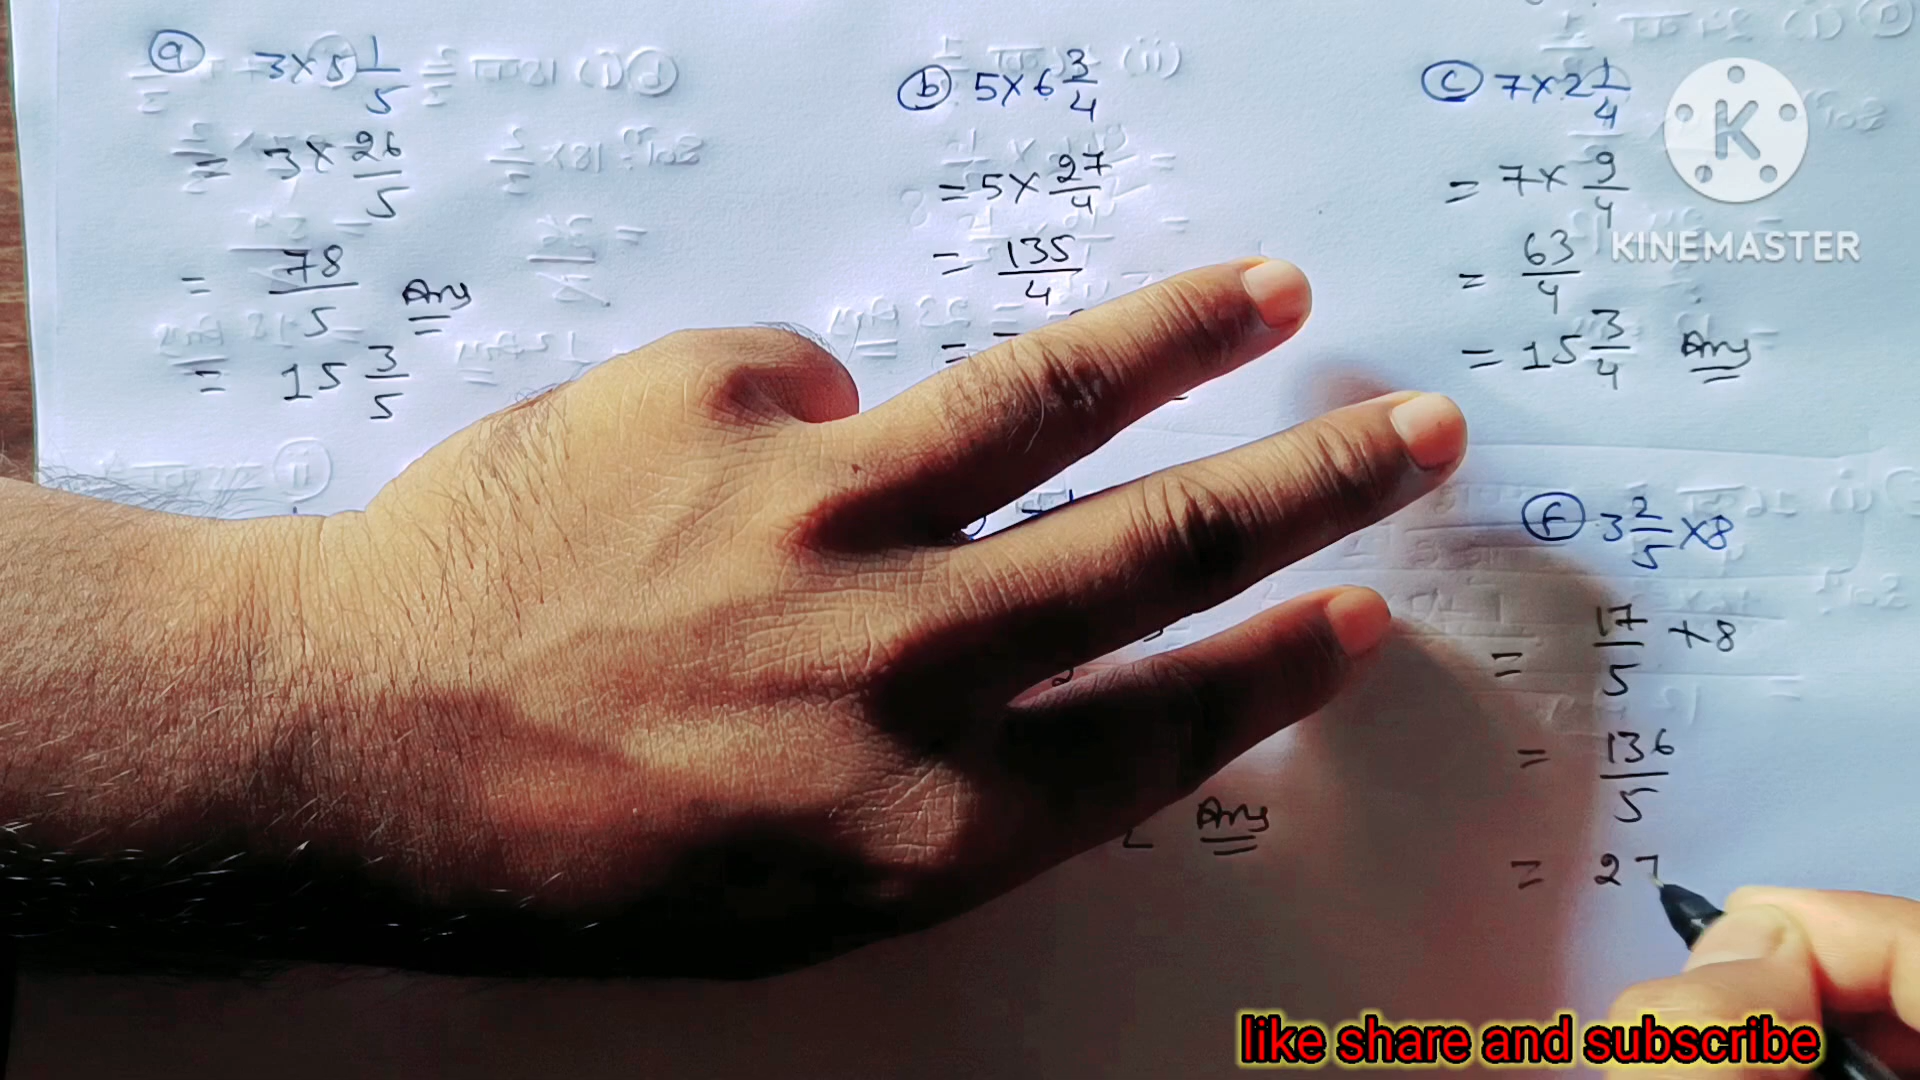 ⓐ 3×5 1/5
= 3× 26/5
= 78/5 Ans
= 15 3/5
ⓑ 5×6 3/4
= 5× 27/4
= 135/4
=
ⓒ 7×2 1/4
= 7× 9/4
= 63/4
= 15 3/4 Ans
Ans
ⓕ 3 2/5 ×8
= 17/5 +8
= 136/5
= 27
KINEMASTER
like share and subscribe